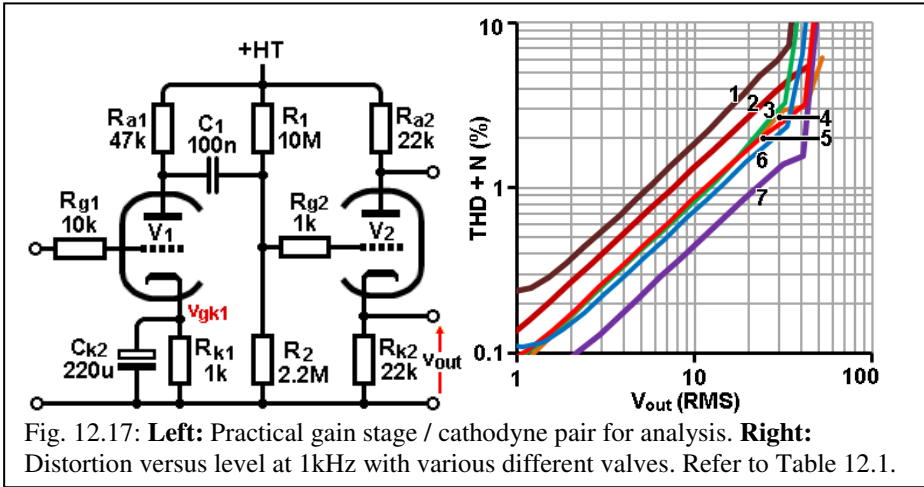 +HT
Ra1
47k
C1
100n
R1
10M
Ra2
22k
Rg1
10k
V1
Rg2
1k
V2
vgk1
Ck2
220u
Rk1
1k
R2
2.2M
Rk2
22k
vout
10
1
0.1
THD + N (%)
1
2
3
4
5
6
7
1
10
100
Vout (RMS)
Fig. 12.17: Left: Practical gain stage / cathodyne pair for analysis. Right:
Distortion versus level at 1kHz with various different valves. Refer to Table 12.1.